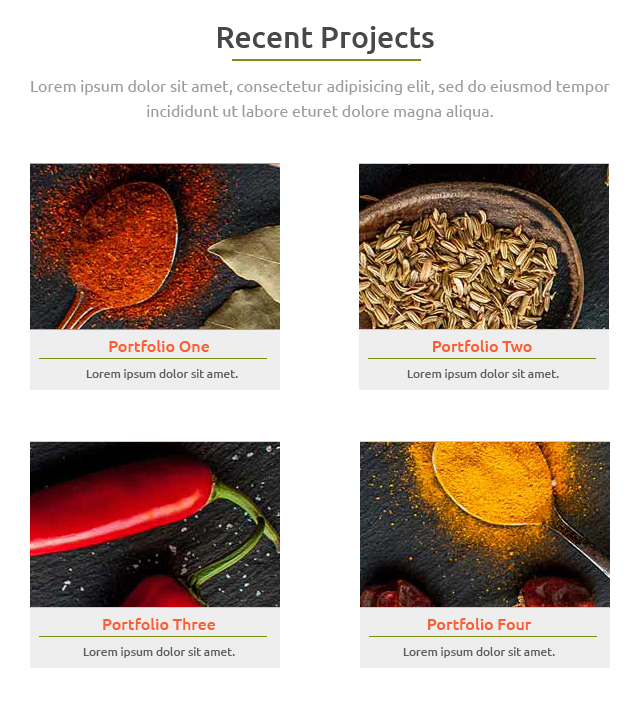 Recent Projects
Lorem ipsum dolor sit amet, consectetur adipisicing elit, sed do eiusmod tempor
incididunt ut labore eturet dolore magna aliqua.
Portfolio One
Lorem ipsum dolor sit amet.
Portfolio Two
Lorem ipsum dolor sit amet.
Portfolio Three
Lorem ipsum dolor sit amet.
Portfolio Four
Lorem ipsum dolor sit amet.